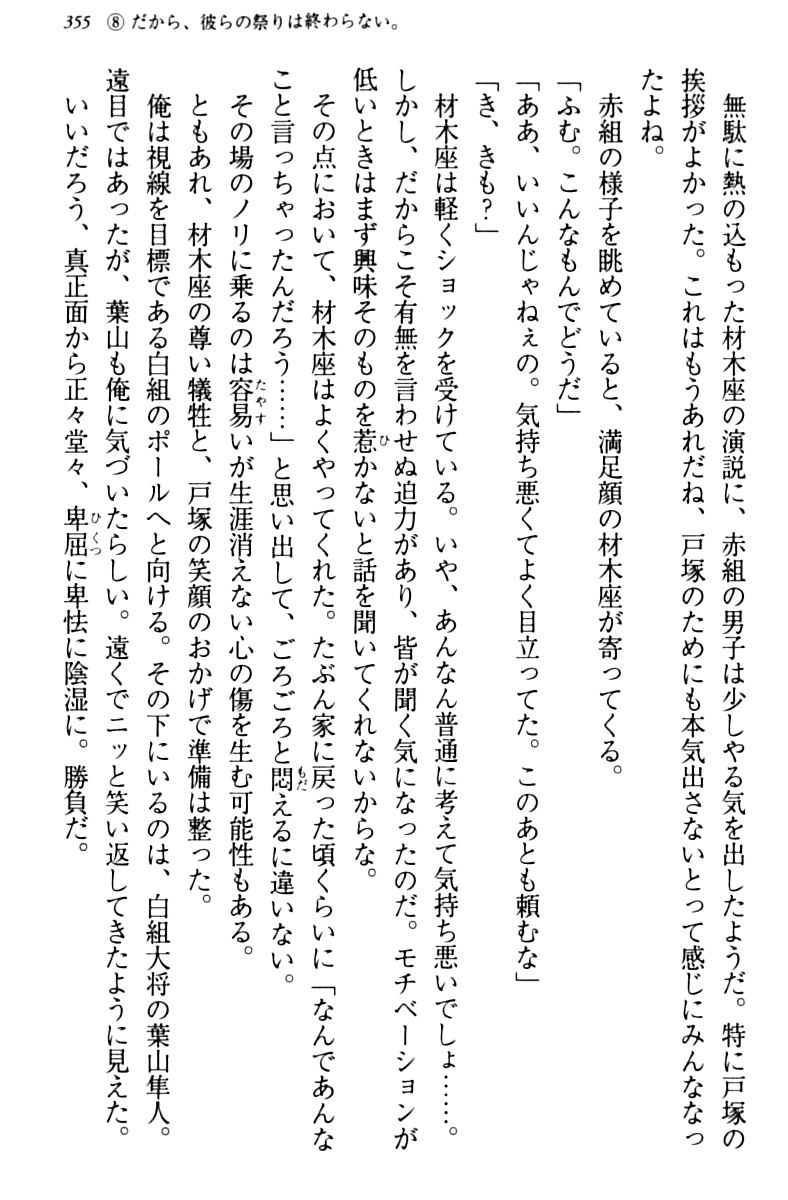 355 ⑧ だから、彼らの祭りは終わらない。
　無駄に熱の込もった材木座の演説に、赤組の男子は少しやる気を出したようだ。特に戸塚の
挨拶がよかった。これはもうあれだね、戸塚のためにも本気出さないとって感じにみんななっ
たよね。
　赤組の様子を眺めていると、満足顔の材木座が寄ってくる。
「ふむ。こんなもんでどうだ」
「ああ、いいんじゃねぇの。気持ち悪くてよく目立ってた。このあとも頼むな」
「き、きも？」
　材木座は軽くショックを受けている。いや、あんなん普通に考えて気持ち悪いでしょ……。
しかし、だからこそ有無を言わせぬ迫力があり、皆が聞く気になったのだ。モチベーションが
低いときはまず興味そのものを惹かないと話を聞いてくれないからな。
　その点において、材木座はよくやってくれた。たぶん家に戻った頃くらいに「なんであんな
こと言っちゃったんだろう……」と思い出して、ごろごろと悶えるに違いない。
　その場のノリに乗るのは容易いが生涯消えない心の傷を生む可能性もある。
　ともあれ、材木座の尊い犠牲と、戸塚の笑顔のおかげで準備は整った。
　俺は視線を目標である白組のポールへと向ける。その下にいるのは、白組大将の葉山隼人。
遠目ではあったが、葉山も俺に気づいたらしい。遠くでニッと笑い返してきたように見えた。
　いいだろう、真正面から正々堂々、卑屈に卑怯に陰湿に。勝負だ。